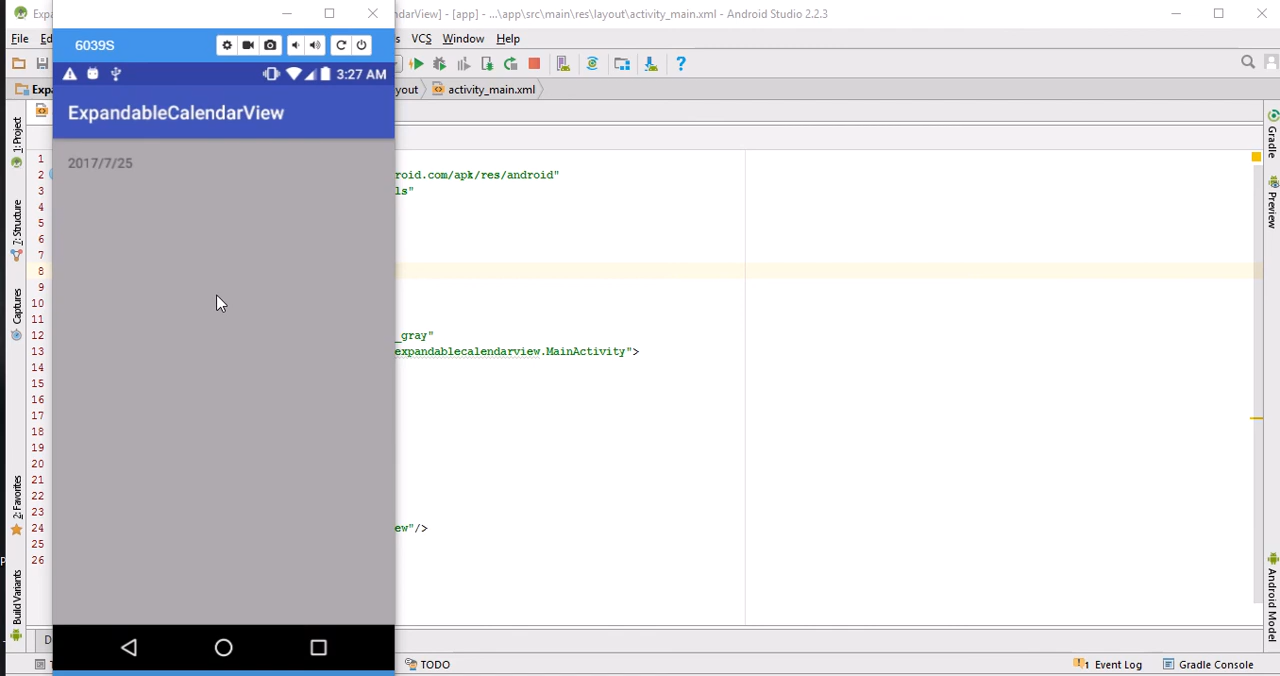 Expa
ndarView] - [app] - ...\app\src\main\res\layout\activity_main.xml - Android Studio 2.2.3
File
Ed
VCS
Window
Help
6039S
3:27 AM
ExpandableCalendarView
2017/7/25
Expa
yout
activity_main.xml
1
2
3
4
5
6
7
8
9
10
11
12
13
14
15
16
17
18
19
20
21
22
23
24
25
26
roid.com/apk/res/android"
ls"
_gray"
expandablecalendarview.MainActivity">
ew"/>
1: Project
7: Structure
Captures
2: Favorites
Build Variants
Gradle
Preview
Android Model
D
TODO
1 Event Log
Gradle Console